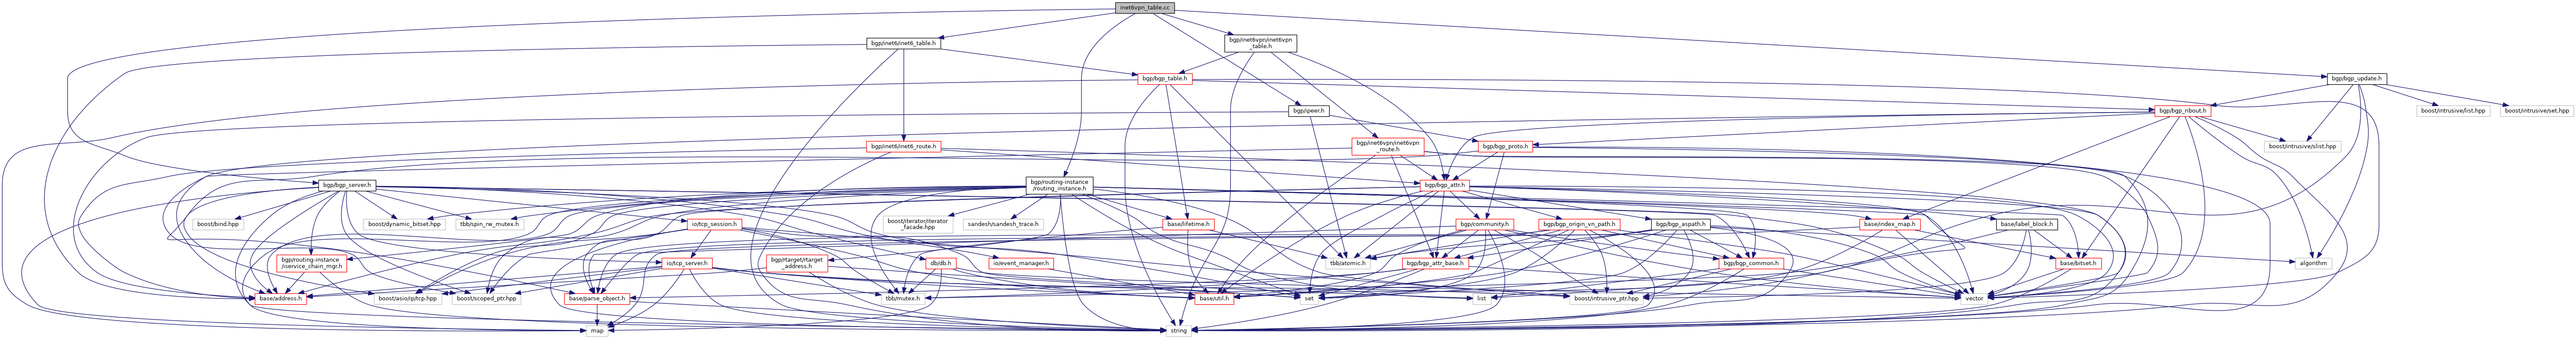 inet6vpn_table.cc
bgp/inet6/inet6_table.h
bgp/inet6vpn/inet6vpn
_table.h
bgp/bgp_table.h
bgp/bgp_update.h
bgp/ipeer.h
bgp/bgp_ribout.h
boost/intrusive/list.hpp
boost/intrusive/set.hpp
bgp/inet6/inet6_route.h
bgp/inet6vpn/inet6vpn
_route.h
bgp/bgp_proto.h
boost/intrusive/slist.hpp
bgp/bgp_server.h
bgp/routing-instance
/routing_instance.h
bgp/bgp_attr.h
boost/bind.hpp
boost/dynamic_bitset.hpp
tbb/spin_rw_mutex.h
io/tcp_session.h
boost/iterator/iterator
_facade.hpp
sandesh/sandesh_trace.h
base/lifetime.h
bgp/community.h
bgp/bgp_origin_vn_path.h
bgp/bgp_aspath.h
base/index_map.h
base/label_block.h
bgp/routing-instance
/iservice_chain_mgr.h
io/tcp_server.h
bgp/rtarget/rtarget
_address.h
db/db.h
io/event_manager.h
tbb/atomic.h
bgp/bgp_attr_base.h
bgp/bgp_common.h
base/bitset.h
algorithm
base/address.h
boost/asio/ip/tcp.hpp
boost/scoped_ptr.hpp
base/parse_object.h
tbb/mutex.h
base/util.h
set
list
boost/intrusive_ptr.hpp
vector
map
string